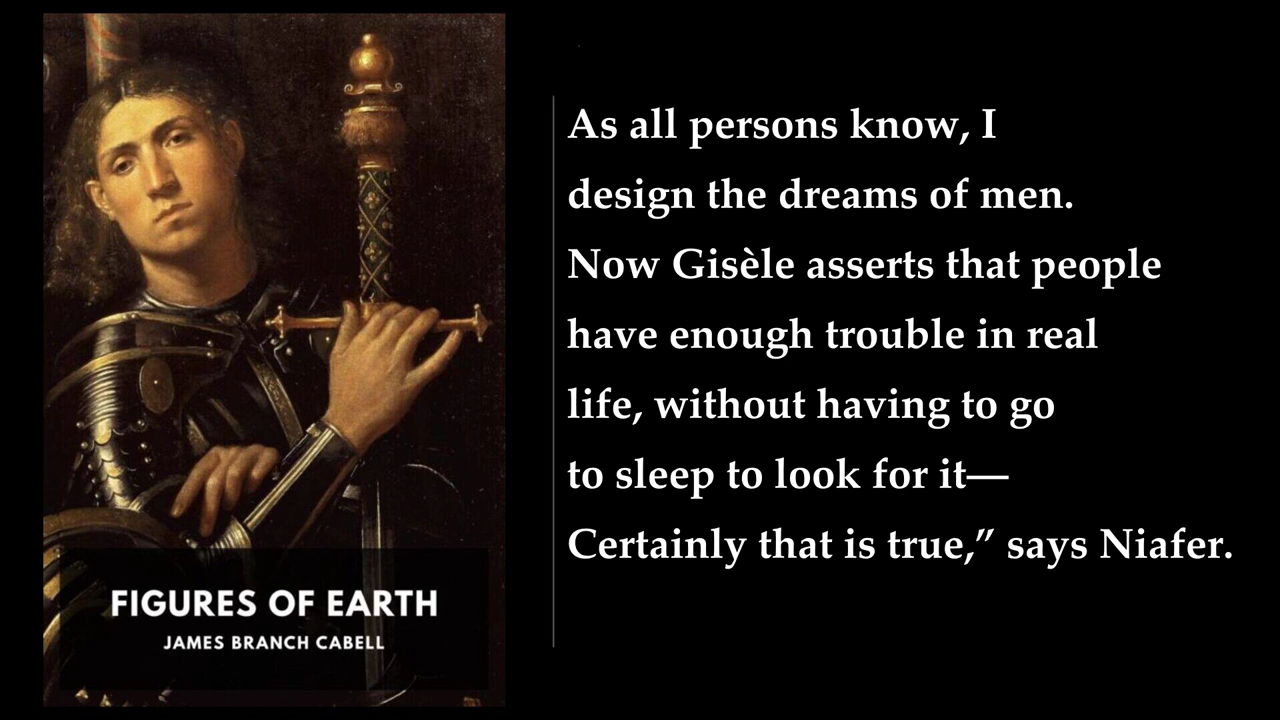 As all persons know, I
design the dreams of men.
Now Gisèle asserts that people
have enough trouble in real
life, without having to go
to sleep to look for it—
Certainly that is true,” says Niafer.
FIGURES OF EARTH
JAMES BRANCH CABELL